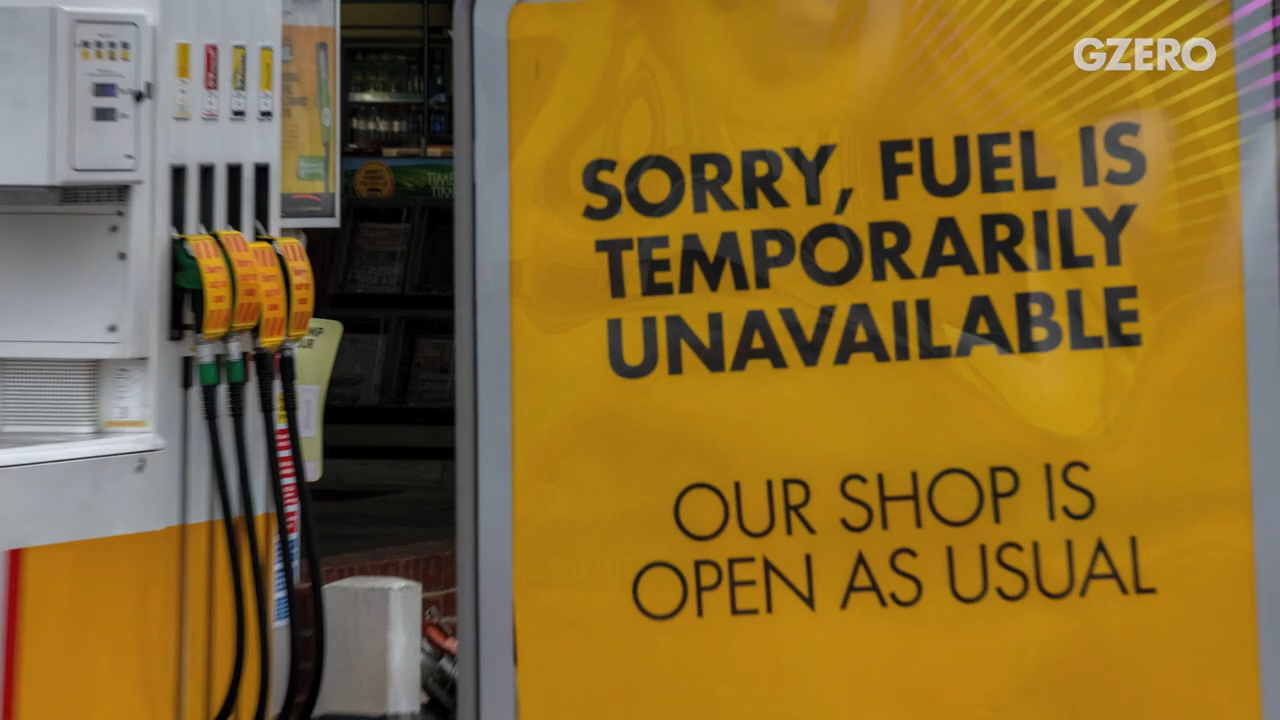 GZERO
SORRY, FUEL IS
TEMPORARILY
UNAVAILABLE
OUR SHOP IS
OPEN AS USUAL